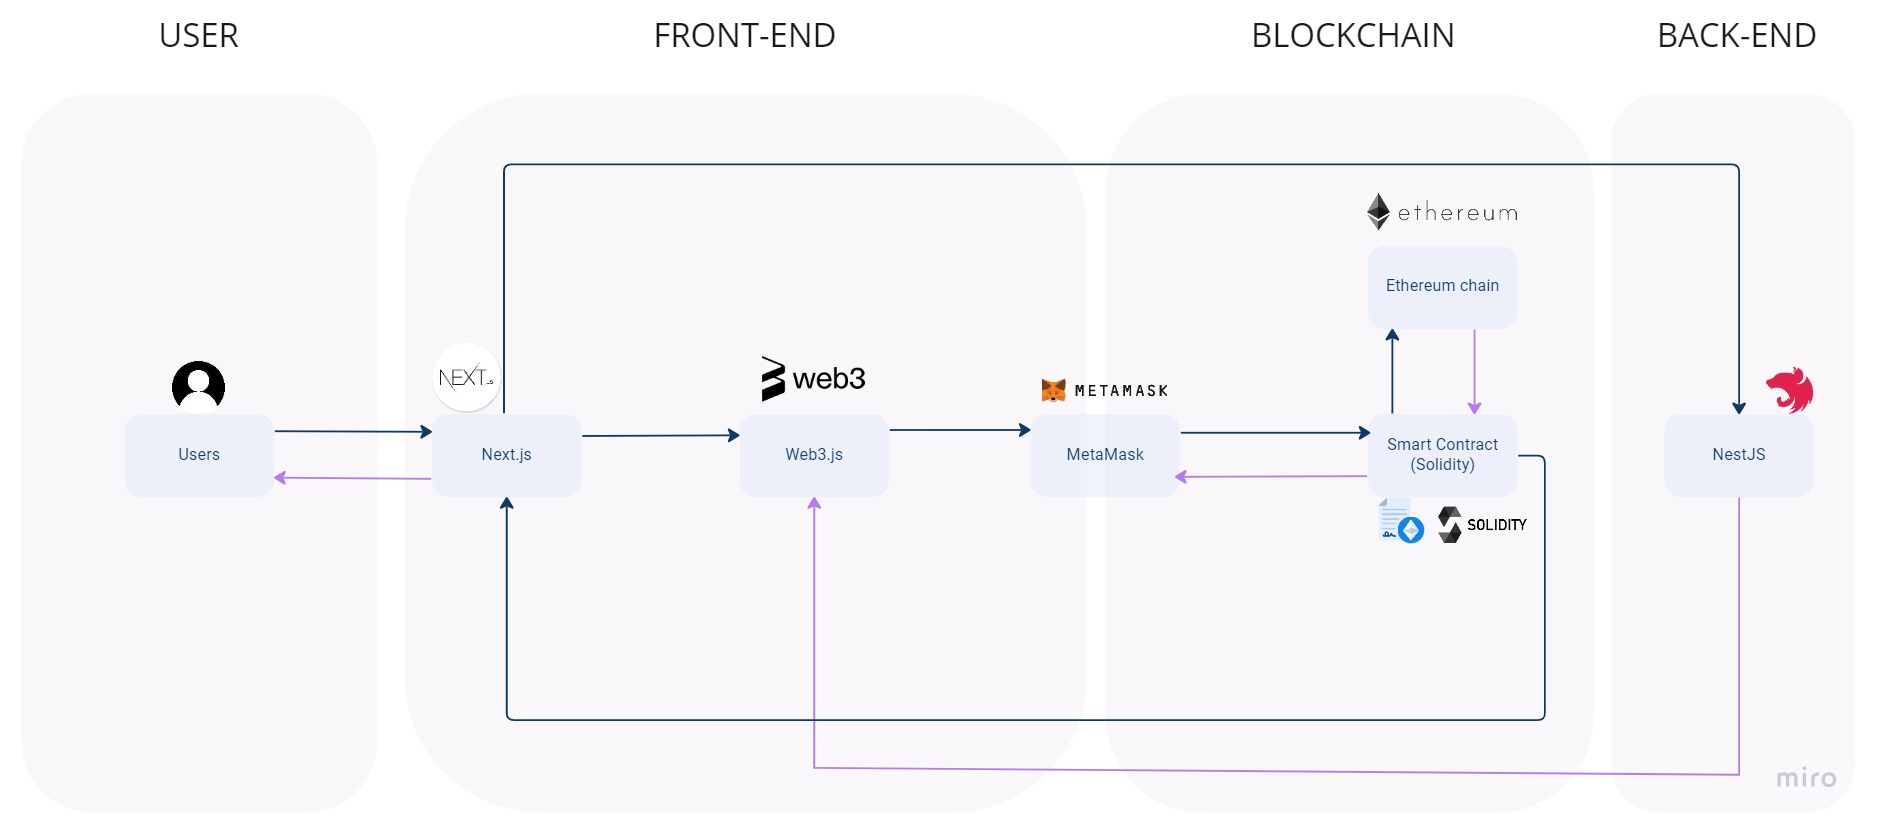 USER
FRONT-END
BLOCKCHAIN
BACK-END
ethereum
Ethereum chain
NEXT.JS
web3
METAMASK
Users
Next.js
Web3.js
MetaMask
Smart Contract
(Solidity)
NestJS
SOLIDITY
miro